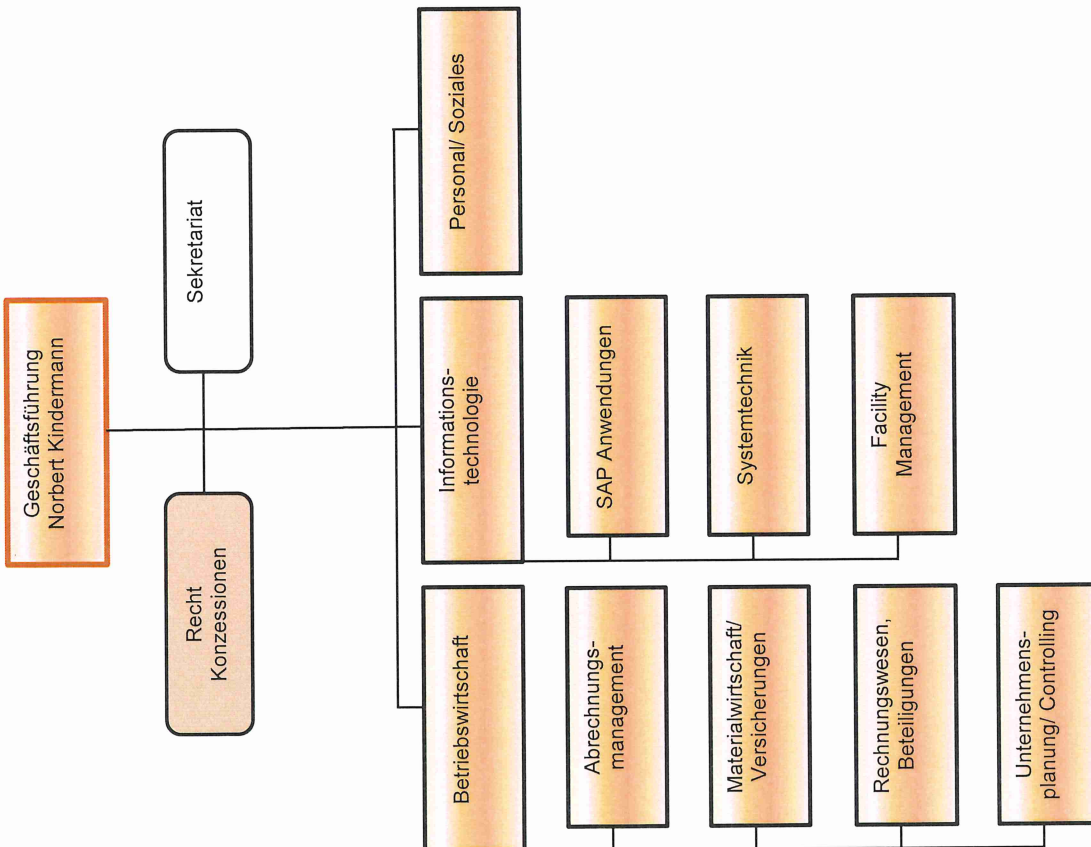 Geschäftsführung
Norbert Kindermann
Recht
Konzessionen
Sekretariat
Betriebswirtschaft
Abrechnungs-
management
Materialwirtschaft/
Versicherungen
Rechnungswesen,
Beteiligungen
Unternehmens-
planung/ Controlling
Informations-
technologie
SAP Anwendungen
Systemtechnik
Facility
Management
Personal/ Soziales